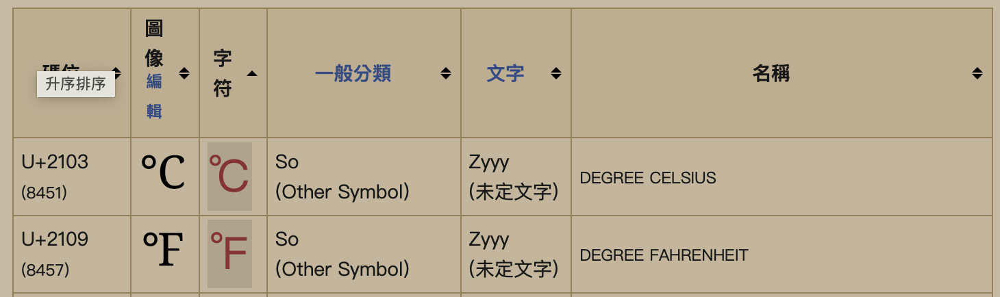 碼位
升序排序
圖
像
編
輯
字
符
一般分類
文字
名稱
U+2103
(8451)
℃
℃
So
(Other Symbol)
Zyyy
(未定文字)
DEGREE CELSIUS
U+2109
(8457)
℉
℉
So
(Other Symbol)
Zyyy
(未定文字)
DEGREE FAHRENHEIT